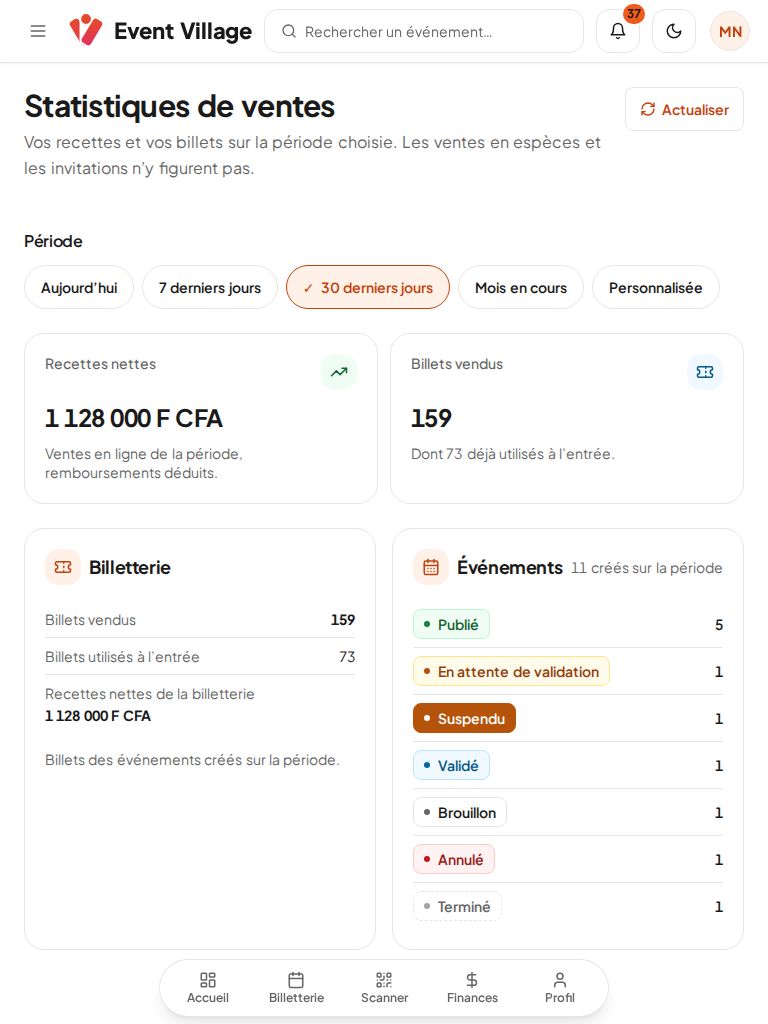 Event Village
Rechercher un événement…
37
MN
Statistiques de ventes
Actualiser
Vos recettes et vos billets sur la période choisie. Les ventes en espèces et
les invitations n’y figurent pas.
Période
Aujourd’hui
7 derniers jours
✓ 30 derniers jours
Mois en cours
Personnalisée
Recettes nettes
1 128 000 F CFA
Ventes en ligne de la période,
remboursements déduits.
Billets vendus
159
Dont 73 déjà utilisés à l’entrée.
Billetterie
Billets vendus 159
Billets utilisés à l’entrée 73
Recettes nettes de la billetterie
1 128 000 F CFA
Billets des événements créés sur la période.
Événements 11 créés sur la période
Publié 5
En attente de validation 1
Suspendu 1
Validé 1
Brouillon 1
Annulé 1
Terminé 1
Accueil
Billetterie
Scanner
Finances
Profil